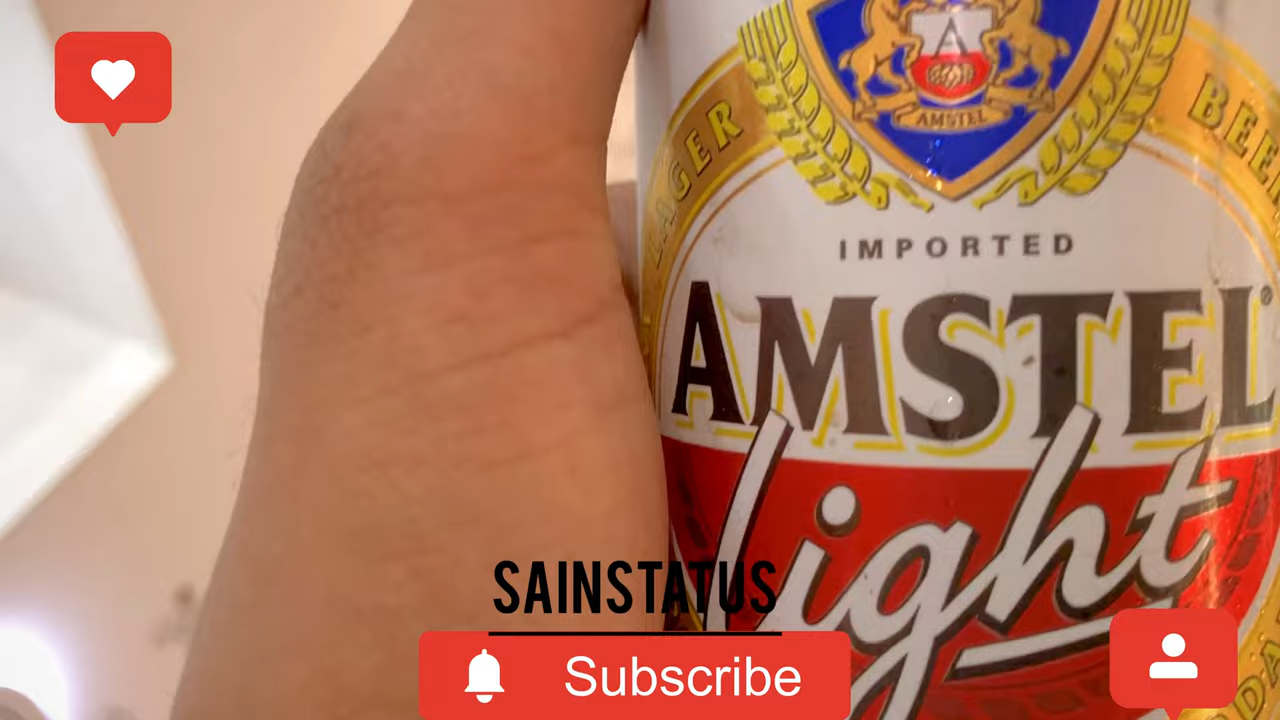 AMSTEL
LAGER
BEER
IMPORTED
AMSTEL®
light
SAINSTATUS
Subscribe